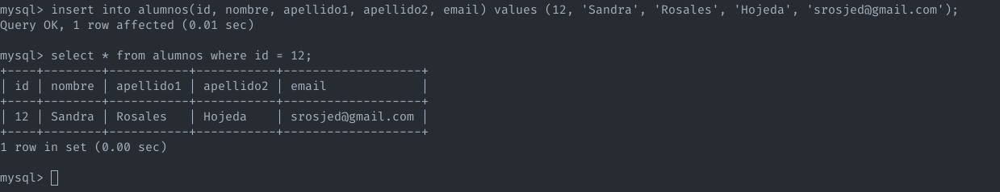 mysql> insert into alumnos(id, nombre, apellido1, apellido2, email) values (12, 'Sandra', 'Rosales', 'Hojeda', 'srosjed@gmail.com');
Query OK, 1 row affected (0.01 sec)
mysql> select * from alumnos where id = 12;
+----+--------+-----------+-----------+-------------------+
| id | nombre | apellido1 | apellido2 | email             |
+----+--------+-----------+-----------+-------------------+
| 12 | Sandra | Rosales   | Hojeda    | srosjed@gmail.com |
+----+--------+-----------+-----------+-------------------+
1 row in set (0.00 sec)
mysql>